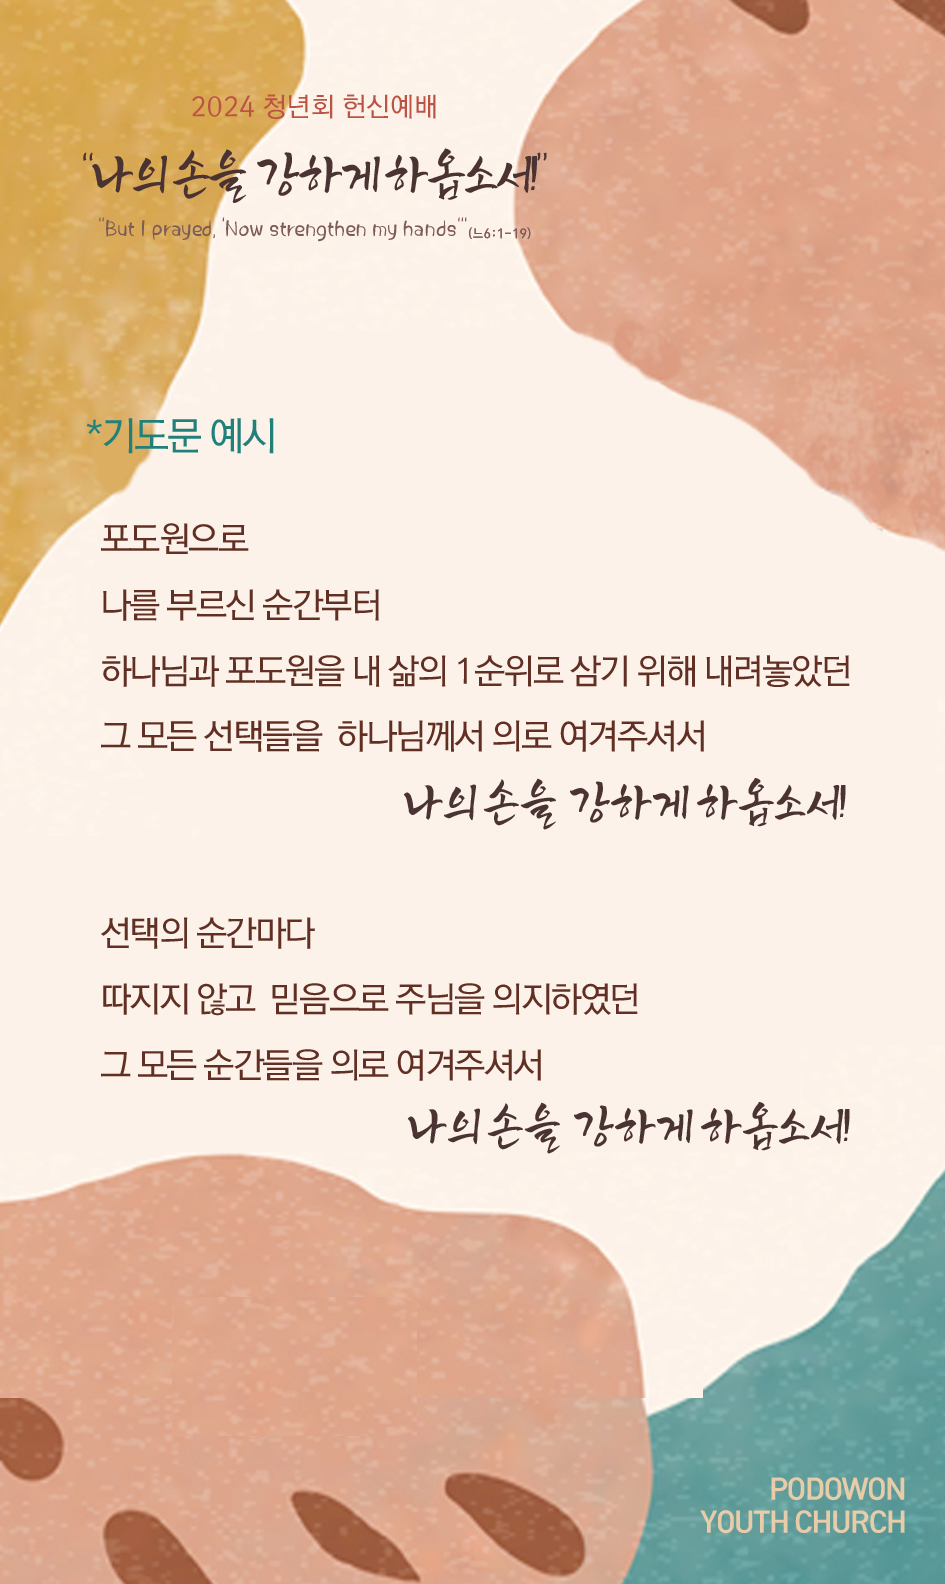 2024 청년회 헌신예배
"나의 손을 강하게 하옵소서!"
"But I prayed, 'Now strengthen my hands'" (느6:1-19)
*기도문 예시
포도원으로
나를 부르신 순간부터
하나님과 포도원을 내 삶의 1순위로 삼기 위해 내려놓았던
그 모든 선택들을 하나님께서 의로 여겨주셔서
나의 손을 강하게 하옵소서!
선택의 순간마다
따지지 않고 믿음으로 주님을 의지하였던
그 모든 순간들을 의로 여겨주셔서
나의 손을 강하게 하옵소서!
PODOWON
YOUTH CHURCH